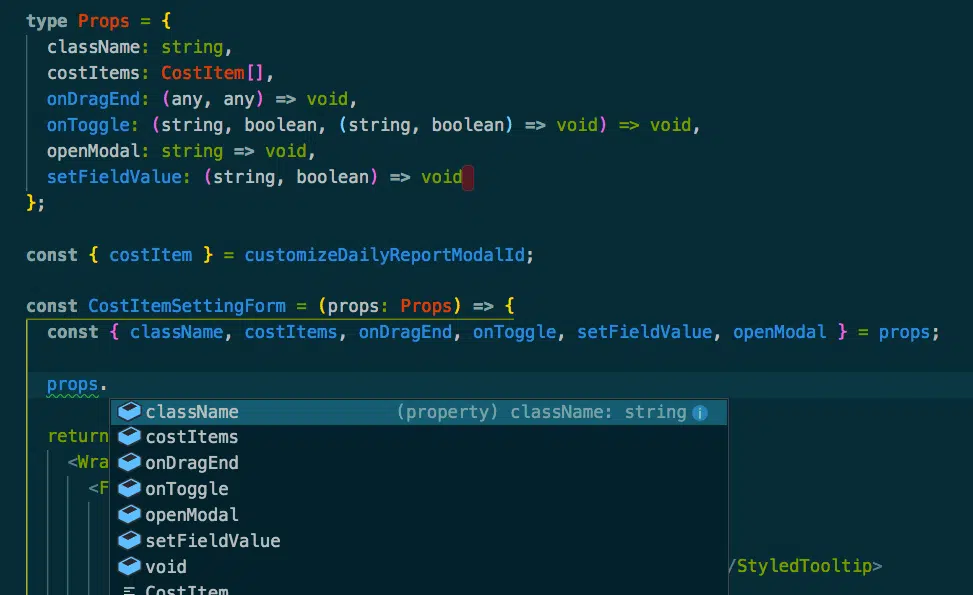 type Props = {
className: string,
costItems: CostItem[],
onDragEnd: (any, any) => void,
onToggle: (string, boolean, (string, boolean) => void) => void,
openModal: string => void,
setFieldValue: (string, boolean) => void
};
const { costItem } = customizeDailyReportModalId;
const CostItemSettingForm = (props: Props) => {
const { className, costItems, onDragEnd, onToggle, setFieldValue, openModal } = props;
props.
className (property) className: string
return
costItems
<Wra
onDragEnd
<F
onToggle
openModal
setFieldValue
void
/StyledTooltip>
CostItem